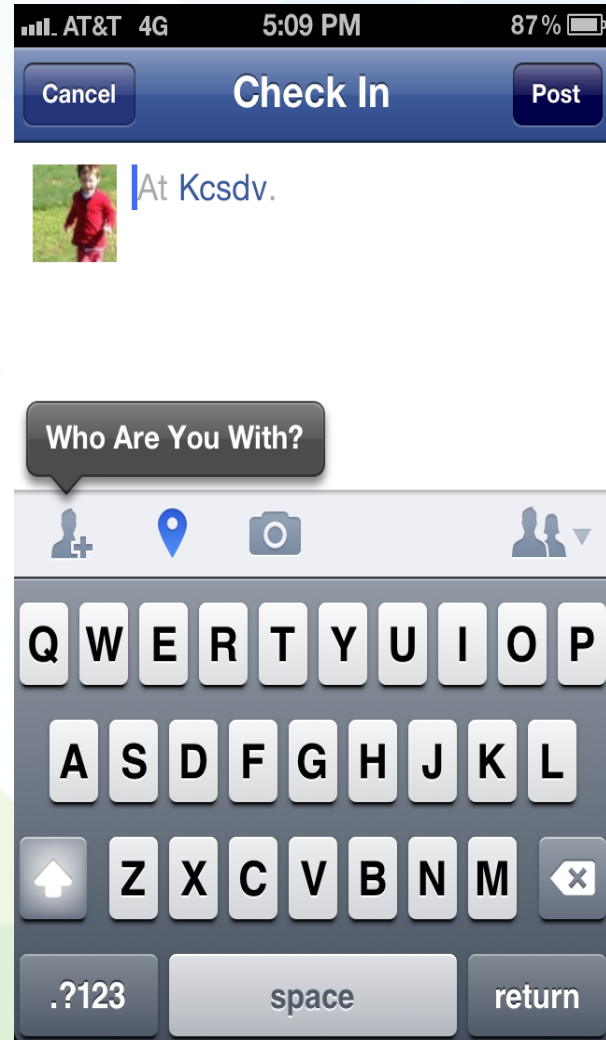 AT&T 4G 5:09 PM 87%
Cancel Check In Post
At Kcsdv.
Who Are You With?
Q W E R T Y U I O P
A S D F G H J K L
Z X C V B N M
.?123 space return